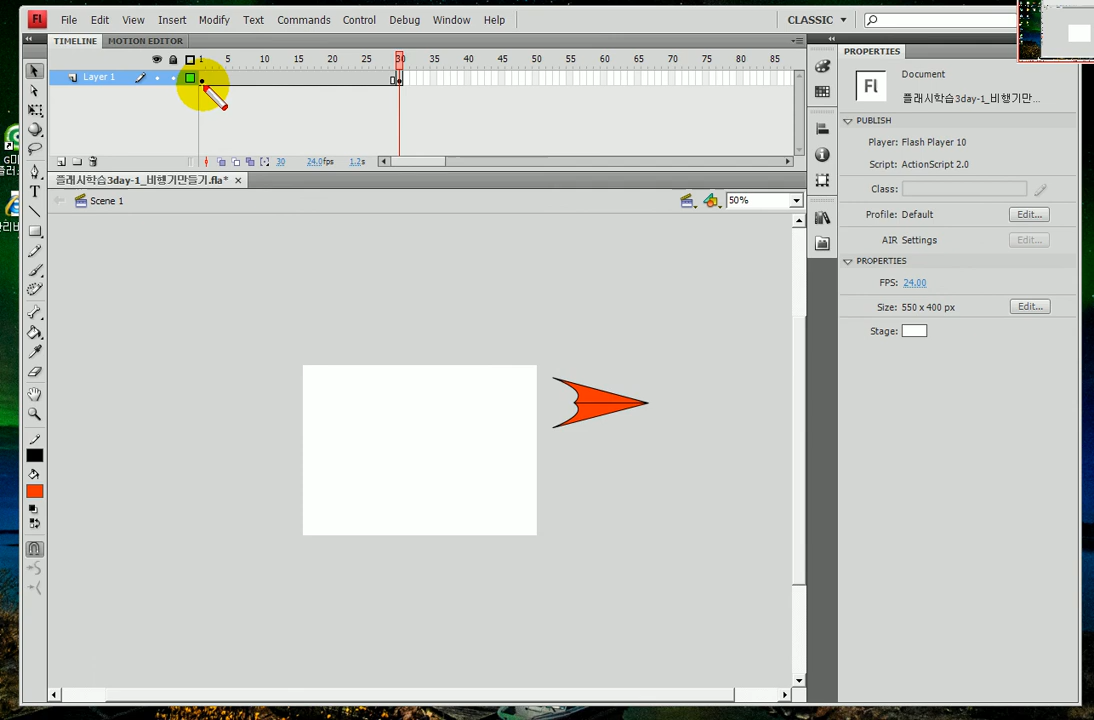 Fl File Edit View Insert Modify Text Commands Control Debug Window Help CLASSIC
TIMELINE MOTION EDITOR
PROPERTIES
1 5 10 15 20 25 30 35 40 45 50 55 60 65 70 75 80 85
Layer 1
Fl
Document
플래시학습3day-1_비행기만...
PUBLISH
Player: Flash Player 10
Script: ActionScript 2.0
30 24.0fps 1.2s
플래시학습3day-1_비행기만들기.fla*
Class:
Scene 1
50%
Profile: Default Edit...
AIR Settings Edit...
PROPERTIES
FPS: 24.00
Size: 550 x 400 px Edit...
Stage:
T